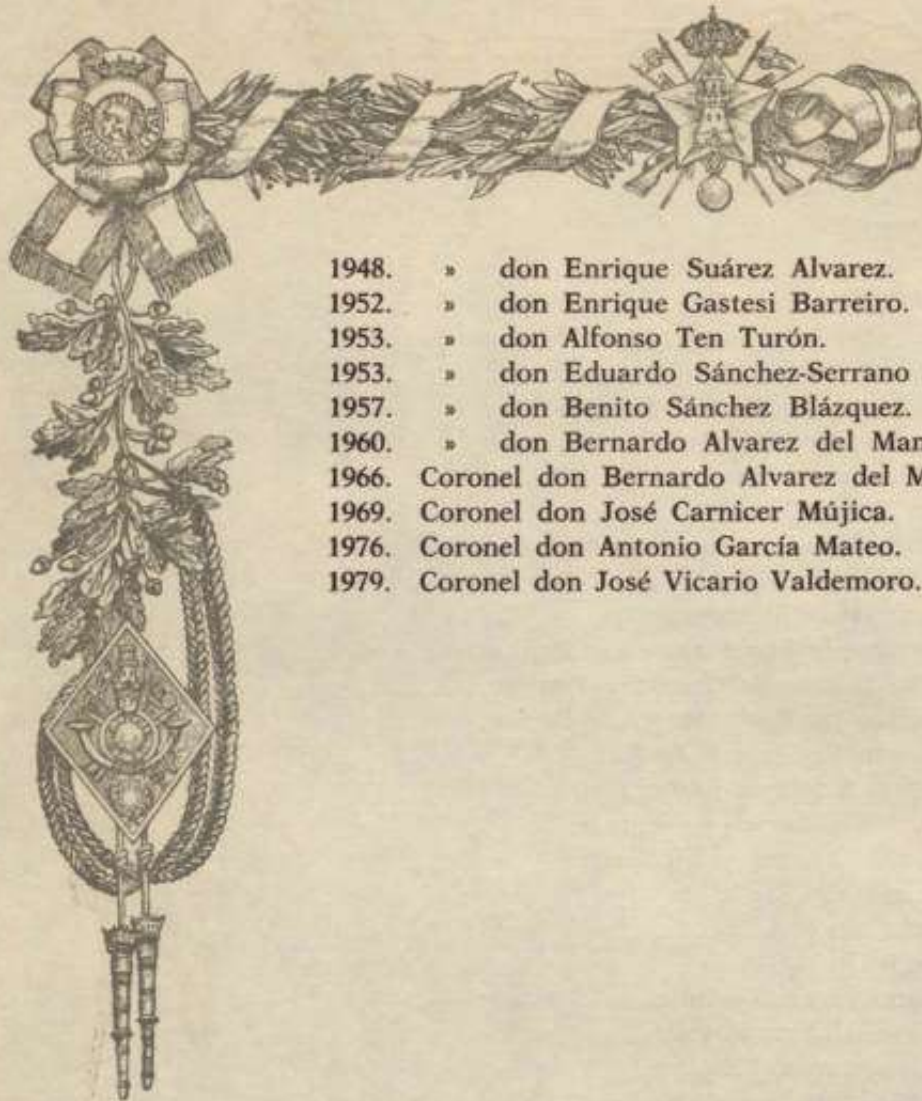 1948. » don Enrique Suárez Alvarez.
1952. » don Enrique Gastesi Barreiro.
1953. » don Alfonso Ten Turón.
1953. » don Eduardo Sánchez-Serrano
1957. » don Benito Sánchez Blázquez.
1960. » don Bernardo Alvarez del
1966. Coronel don Bernardo Alvarez del
1969. Coronel don José Carnicer Mújica.
1976. Coronel don Antonio García Mateo.
1979. Coronel don José Vicario Valdemoro.